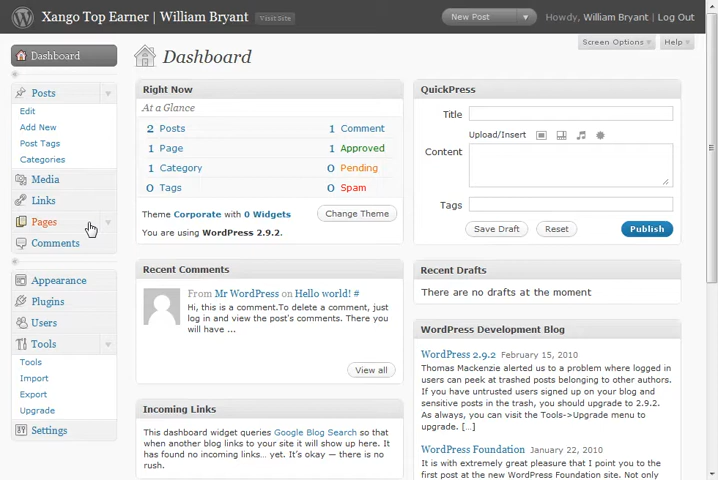 Xango Top Earner | William Bryant
Visit Site
New Post
Howdy, William Bryant | Log Out
Screen Options
Help
Dashboard
Posts
Edit
Add New
Post Tags
Categories
Media
Links
Pages
Comments
Appearance
Plugins
Users
Tools
Tools
Import
Export
Upgrade
Settings
Dashboard
Right Now
At a Glance
2 Posts 1 Comment
1 Page 1 Approved
1 Category 0 Pending
0 Tags 0 Spam
Theme Corporate with 0 Widgets
Change Theme
You are using WordPress 2.9.2.
Recent Comments
From Mr WordPress on Hello world! #
Hi, this is a comment.To delete a comment, just
log in and view the post's comments. There you
will have ...
View all
Incoming Links
This dashboard widget queries Google Blog Search so that
when another blog links to your site it will show up here. It
has found no incoming links... yet. It's okay — there is no
rush.
QuickPress
Title
Upload/Insert
Content
Tags
Save Draft
Reset
Publish
Recent Drafts
There are no drafts at the moment
WordPress Development Blog
WordPress 2.9.2 February 15, 2010
Thomas Mackenzie alerted us to a problem where logged in
users can peek at trashed posts belonging to other authors.
If you have untrusted users signed up on your blog and
sensitive posts in the trash, you should upgrade to 2.9.2.
As always, you can visit the Tools->Upgrade menu to
upgrade. [...]
WordPress Foundation January 22, 2010
It is with extremely great pleasure that I point you to the
first post at the new WordPress Foundation site. Not only